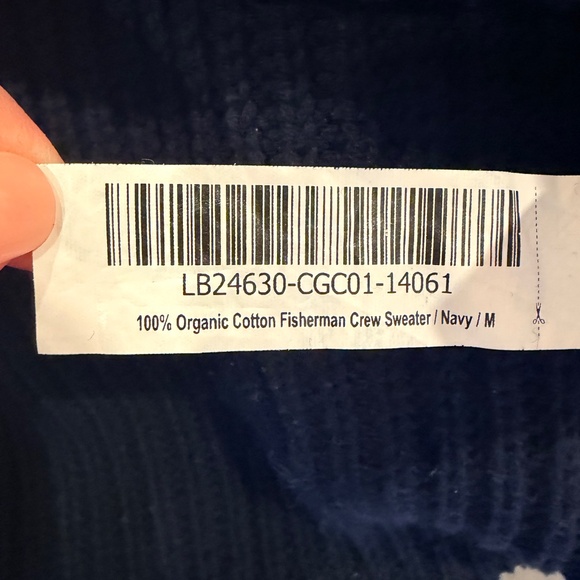 LB24630-CGC01-14061
100% Organic Cotton Fisherman Crew Sweater / Navy / M